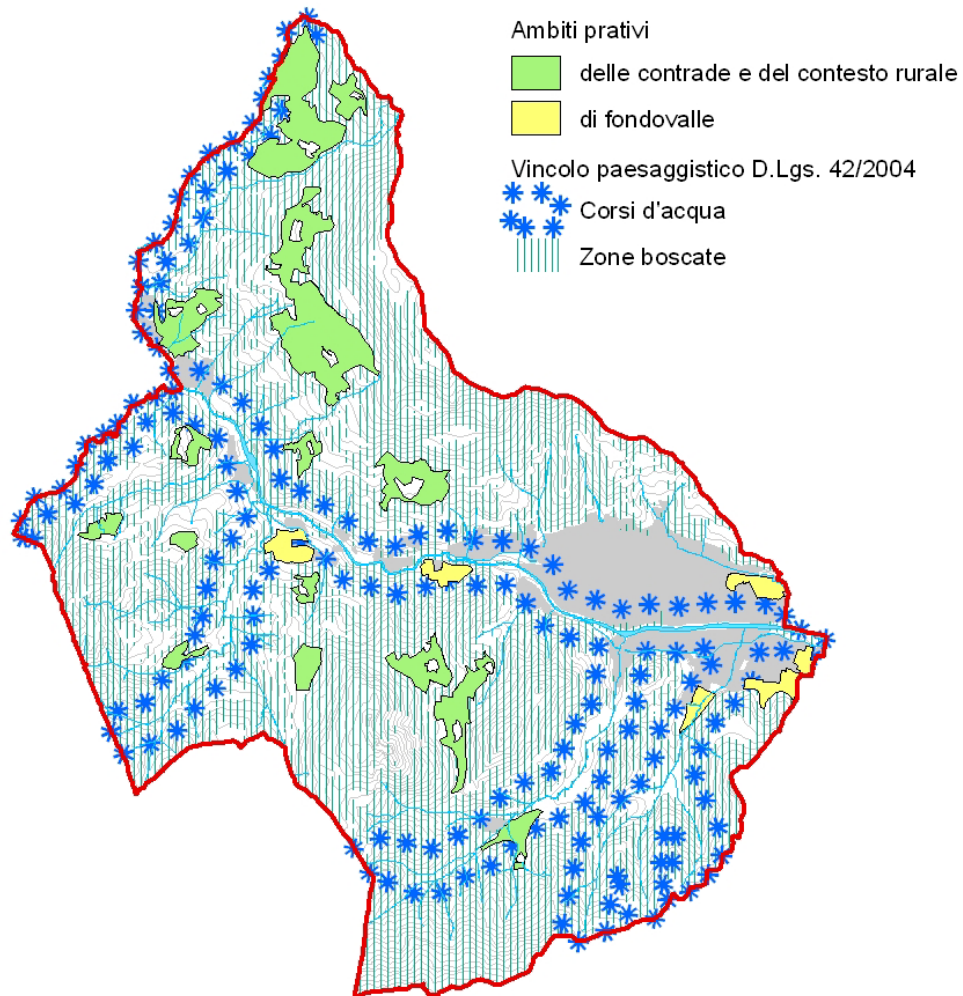 Ambiti prativi
delle contrade e del contesto rurale
di fondovalle
Vincolo paesaggistico D.Lgs. 42/2004
Corsi d'acqua
Zone boscate